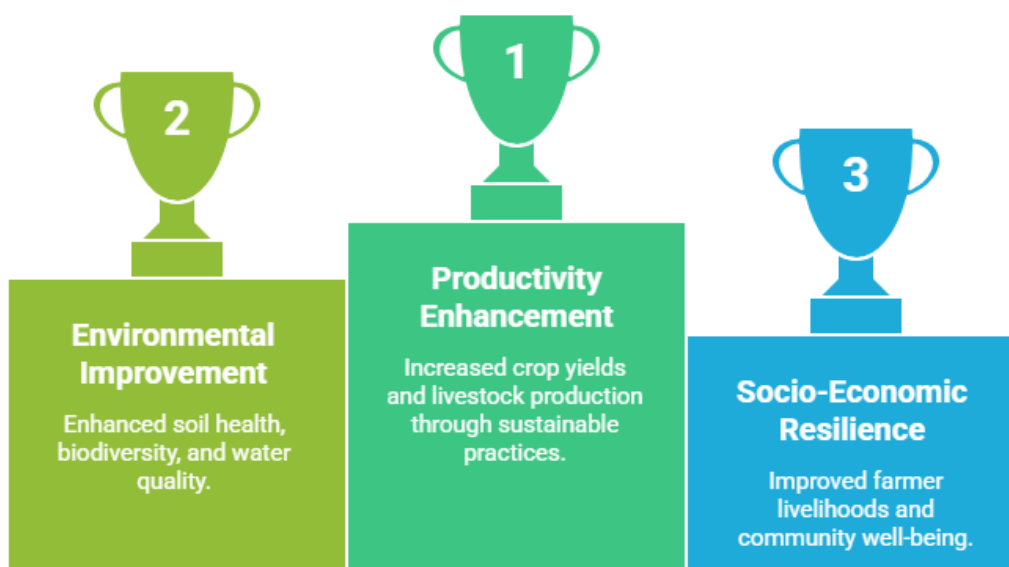 2
Environmental
Improvement
Enhanced soil health,
biodiversity, and water
quality.
1
Productivity
Enhancement
Increased crop yields
and livestock production
through sustainable
practices.
3
Socio-Economic
Resilience
Improved farmer
livelihoods and
community well-being.